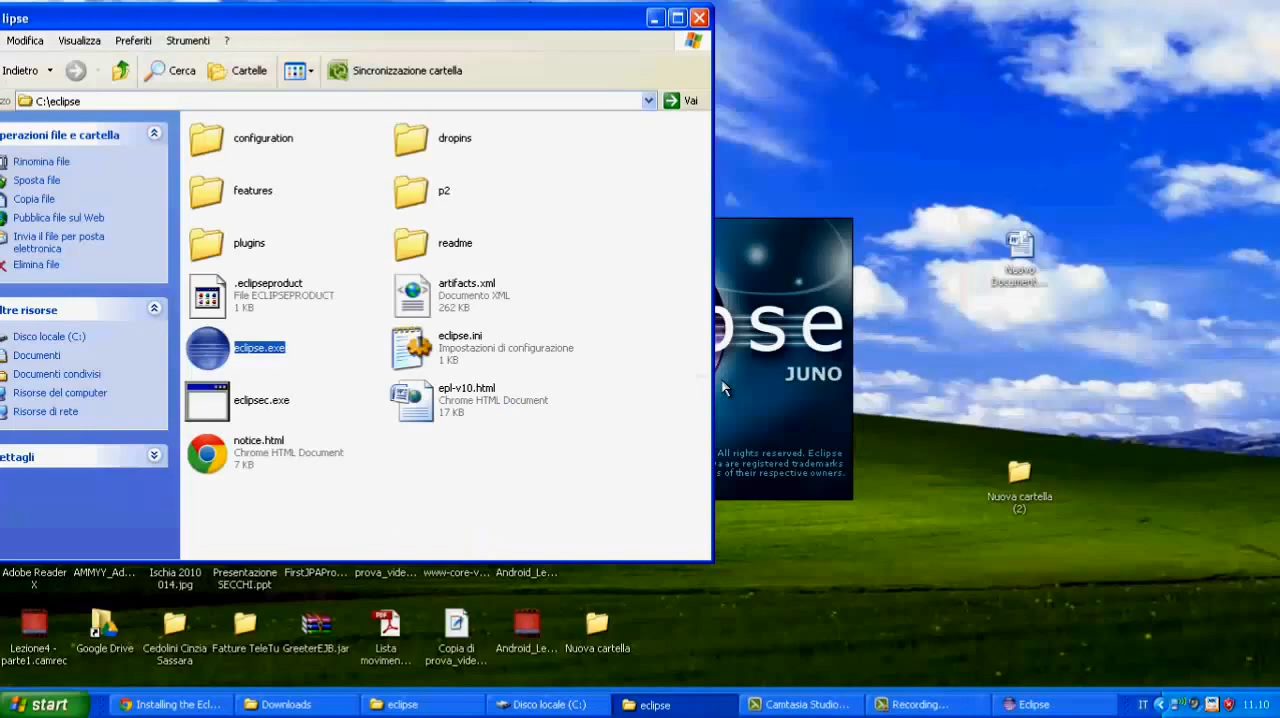 lipse
Modifica Visualizza Preferiti Strumenti ?
Indietro Cerca Cartelle Sincronizzazione cartella
zo C:\eclipse Vai
perazioni file e cartella
Rinomina file
Sposta file
Copia file
Pubblica file sul Web
Invia il file per posta
elettronica
Elimina file
ltre risorse
Disco locale (C:)
Documenti
Documenti condivisi
Risorse del computer
Risorse di rete
ettagli
configuration
dropins
features
p2
plugins
readme
.eclipseproduct
File ECLIPSEPRODUCT
1 KB
artifacts.xml
Documento XML
262 KB
eclipse.exe
eclipse.ini
Impostazioni di configurazione
1 KB
eclipsec.exe
epl-v10.html
Chrome HTML Document
17 KB
notice.html
Chrome HTML Document
7 KB
pse
JUNO
All rights reserved. Eclipse
a are registered trademarks
s of their respective owners.
Nuovo
Document...
Nuova cartella
(2)
Adobe Reader
X
AMMYY_Ad...
Ischia 2010
014.jpg
Presentazione
SECCHI.ppt
FirstJPAPro...
prova_vide...
www-core-v...
Android_Le...
Lezione4 -
parte1.camrec
Google Drive
Cedolini Cinzia
Sassara
Fatture TeleTu
GreeterEJB.jar
Lista
movimen...
Copia di
prova_vide...
Android_Le...
Nuova cartella
start Installing the Ecl... Downloads eclipse Disco locale (C:) eclipse Camtasia Studio... Recording... Eclipse IT 11.10